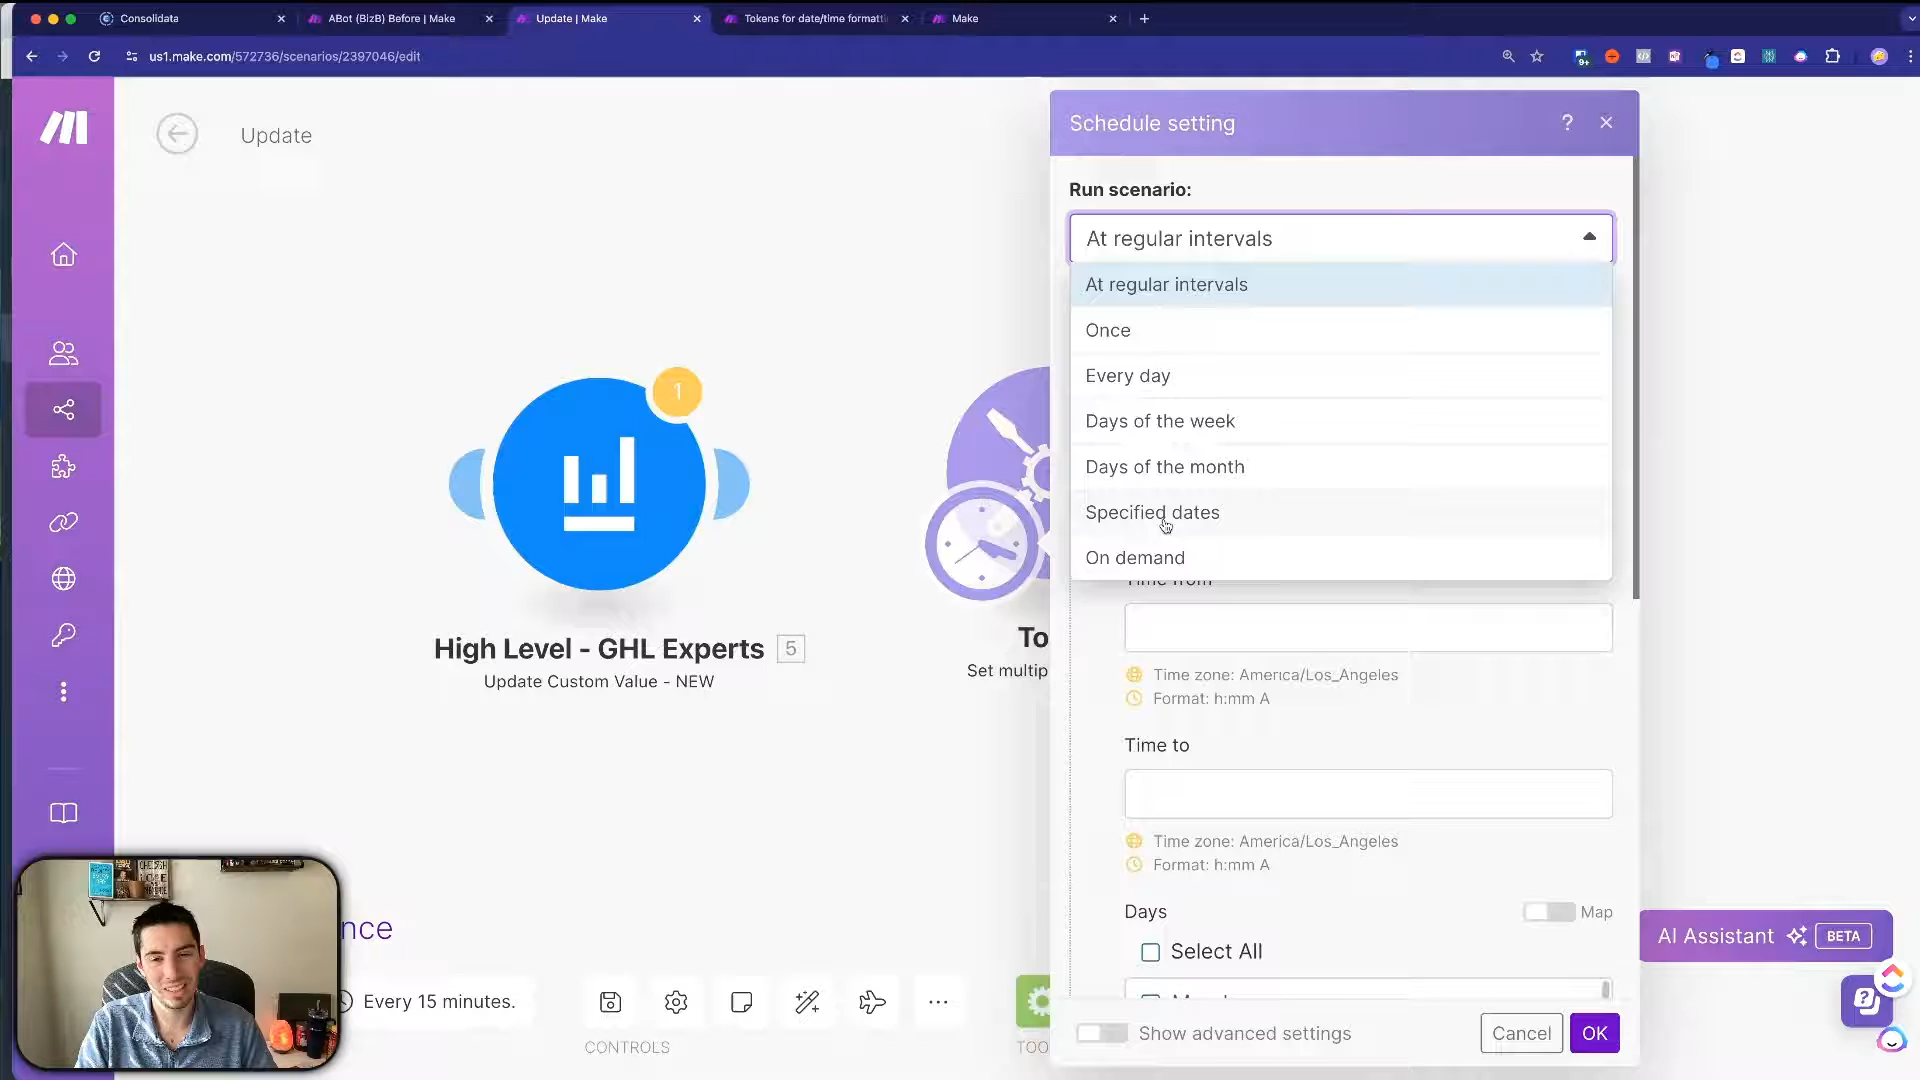 Consolidata
ABot (BizB) Before | Make
Update | Make
Tokens for date/time formatti
Make
us1.make.com/572736/scenarios/2397046/edit
9+
Update
Schedule setting
?
Run scenario:
At regular intervals
At regular intervals
Once
Every day
Days of the week
Days of the month
Specified dates
On demand
Time from
Time zone: America/Los_Angeles
Format: h:mm A
Time to
Time zone: America/Los_Angeles
Format: h:mm A
Days
Map
Select All
Show advanced settings
Cancel
OK
1
High Level - GHL Experts
5
Update Custom Value - NEW
To
Set multip
nce
Every 15 minutes.
CONTROLS
TOO
AI Assistant
BETA